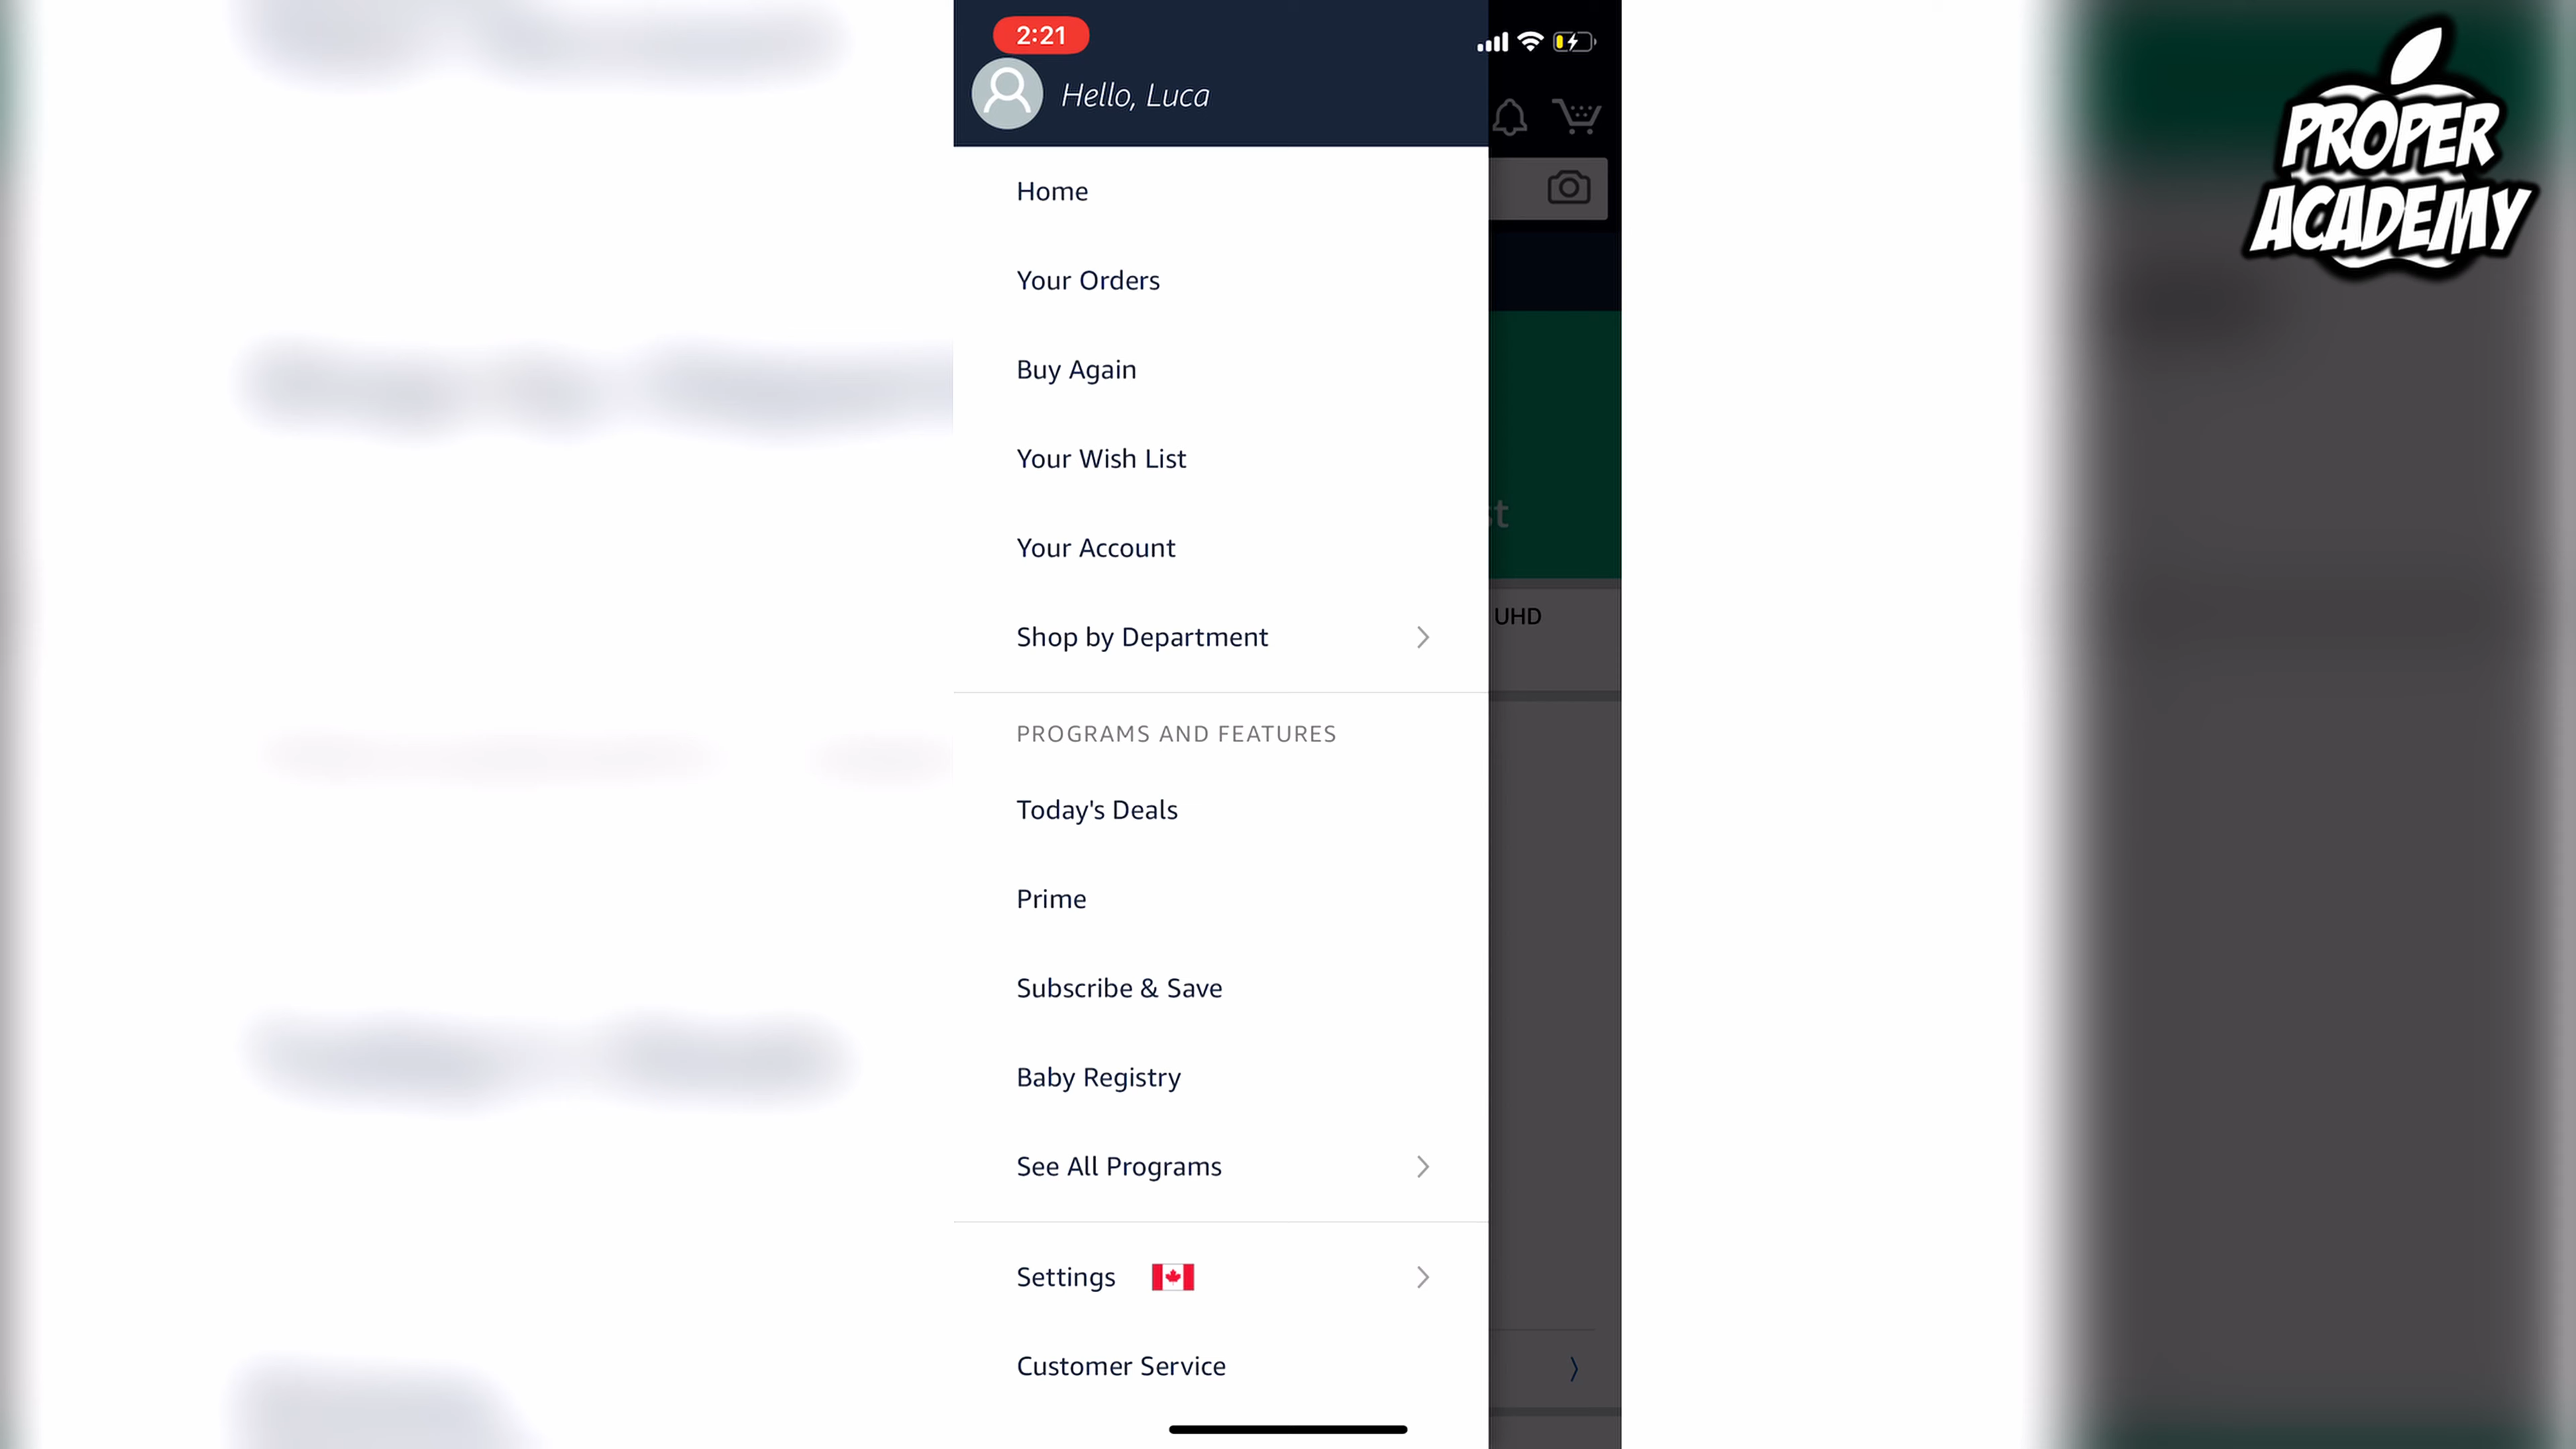 2:21
Hello, Luca
Home
Your Orders
Buy Again
Your Wish List
Your Account
Shop by Department
UHD
PROGRAMS AND FEATURES
Today's Deals
Prime
Subscribe & Save
Baby Registry
See All Programs
Settings
Customer Service
PROPER
ACADEMY